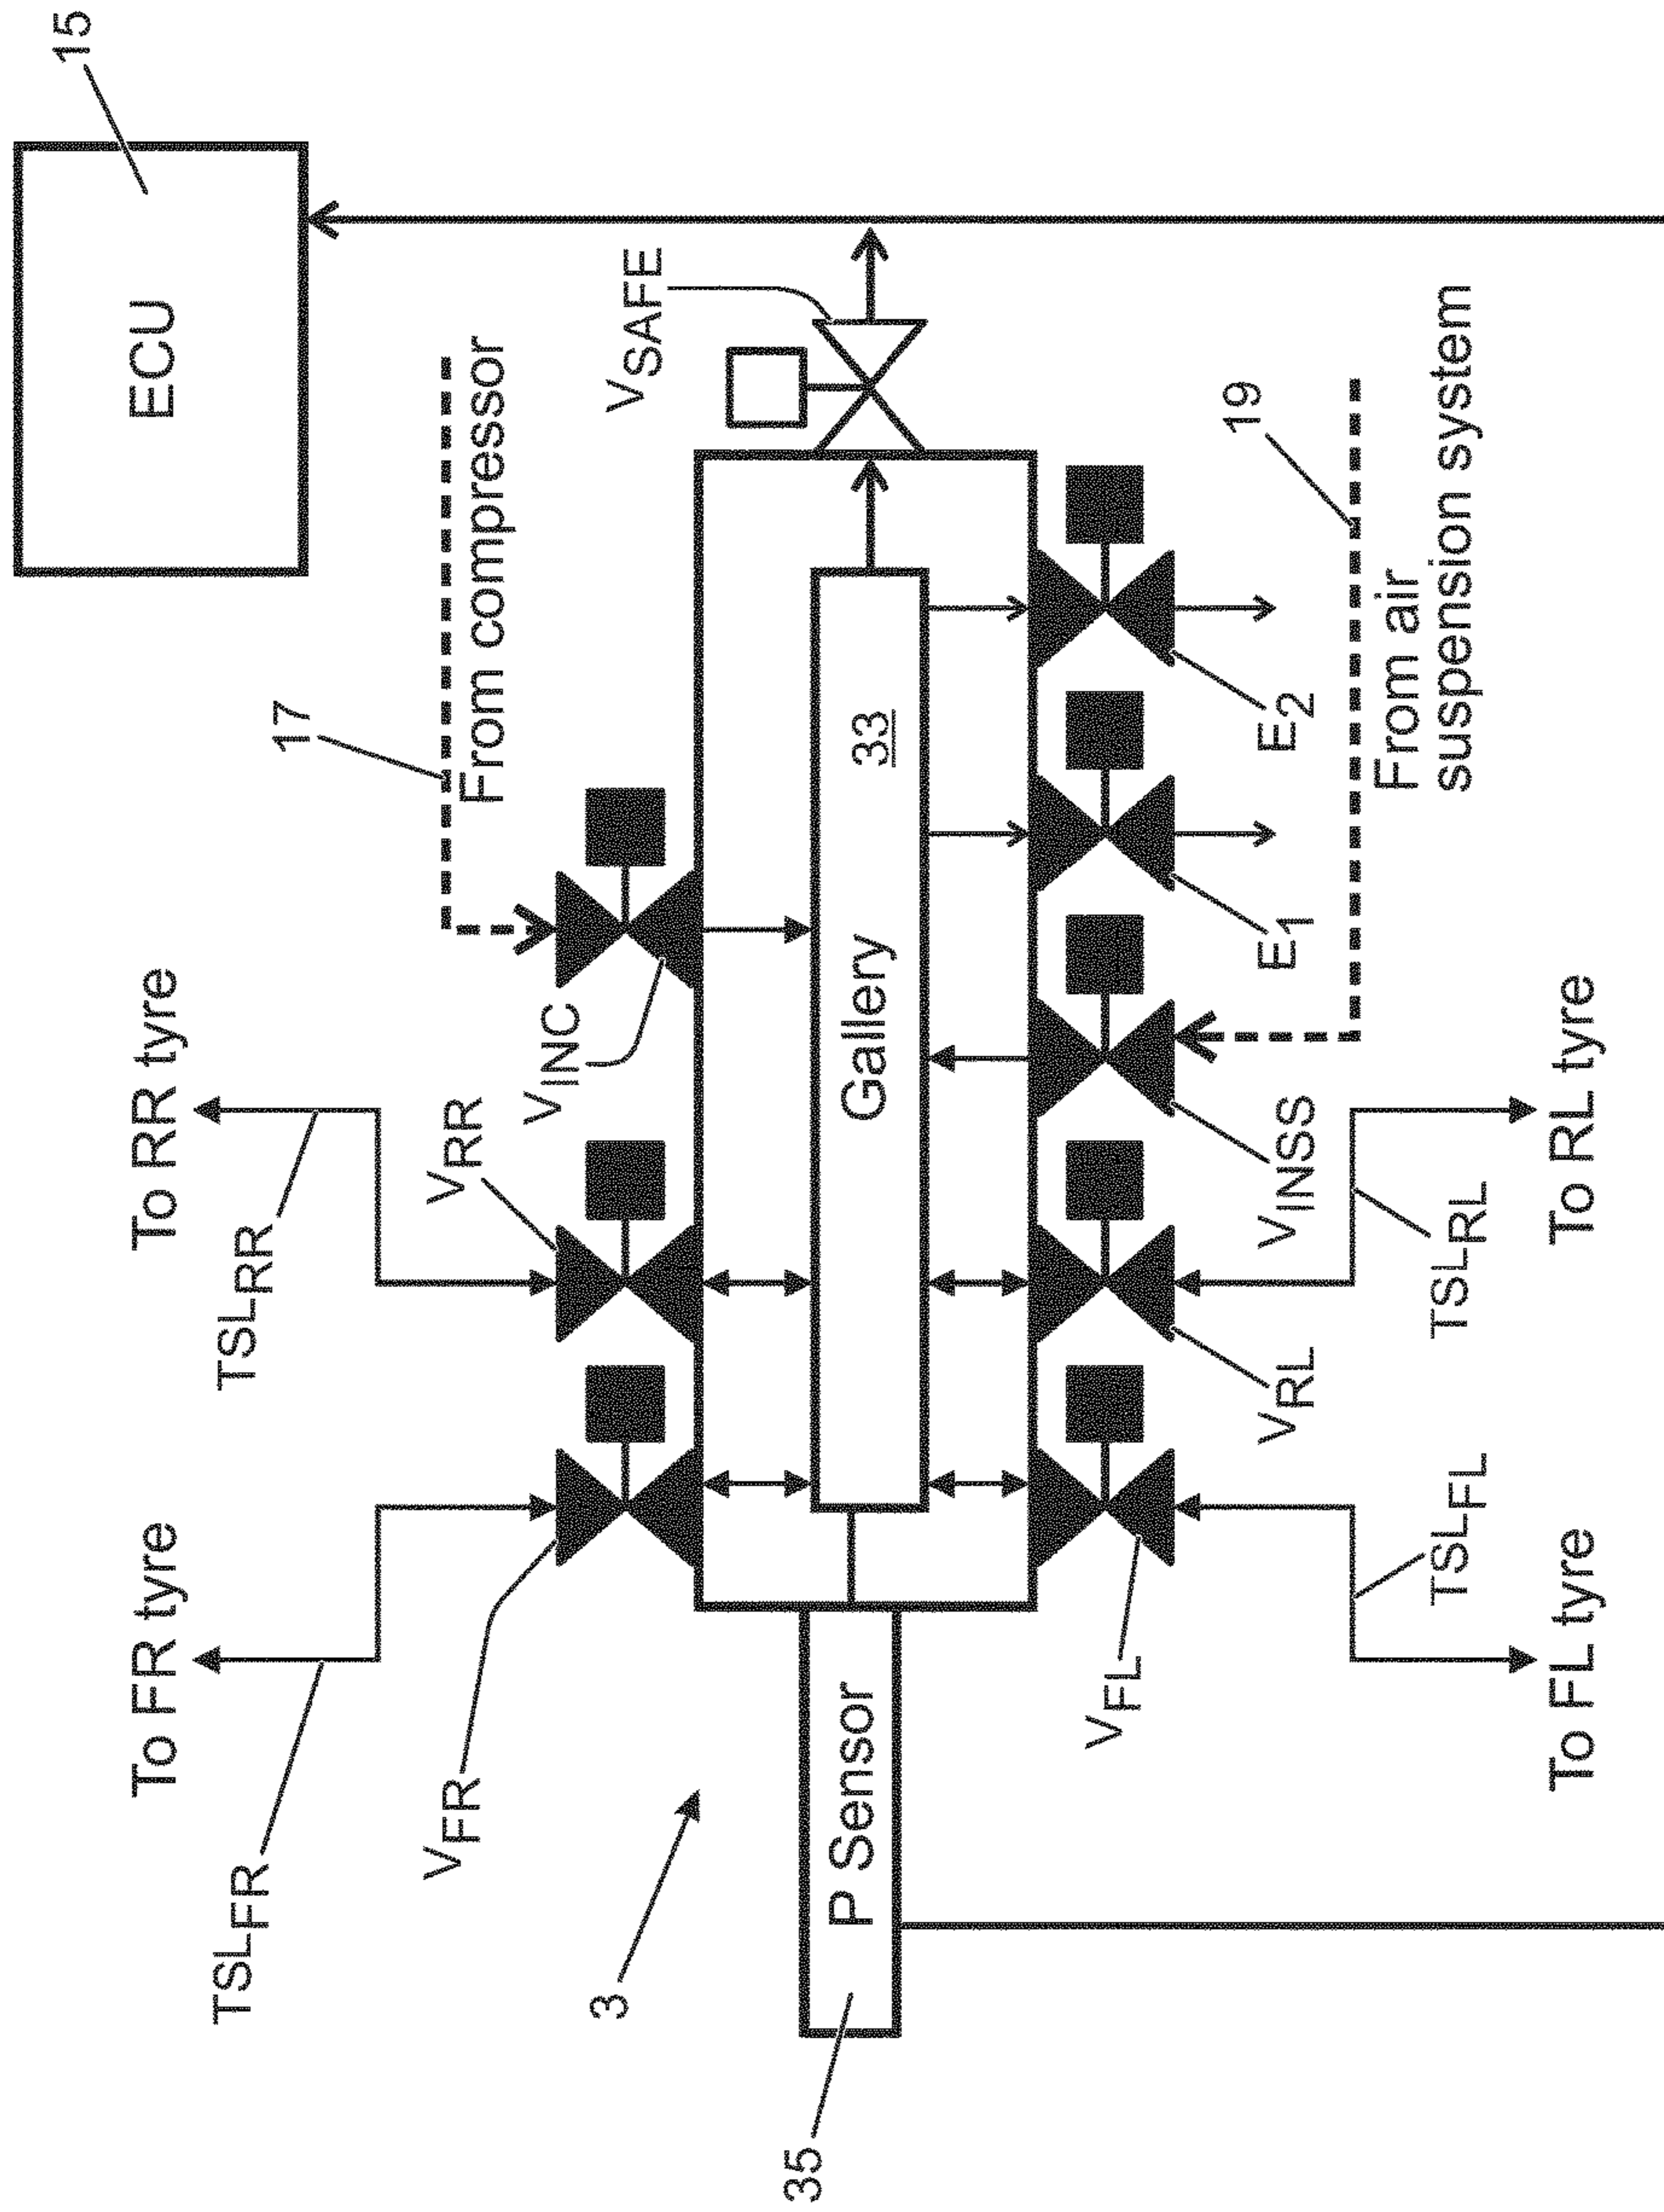 To FR tyre
To RR tyre
15
ECU
TSLFR
TSLRR
17
VFR
VRR
VINC
From compressor
3
VSAFE
35
P Sensor
Gallery
33
VFL
VRL
VINSS
E1
E2
19
From air
suspension system
TSLFL
TSLRL
To FL tyre
To RL tyre